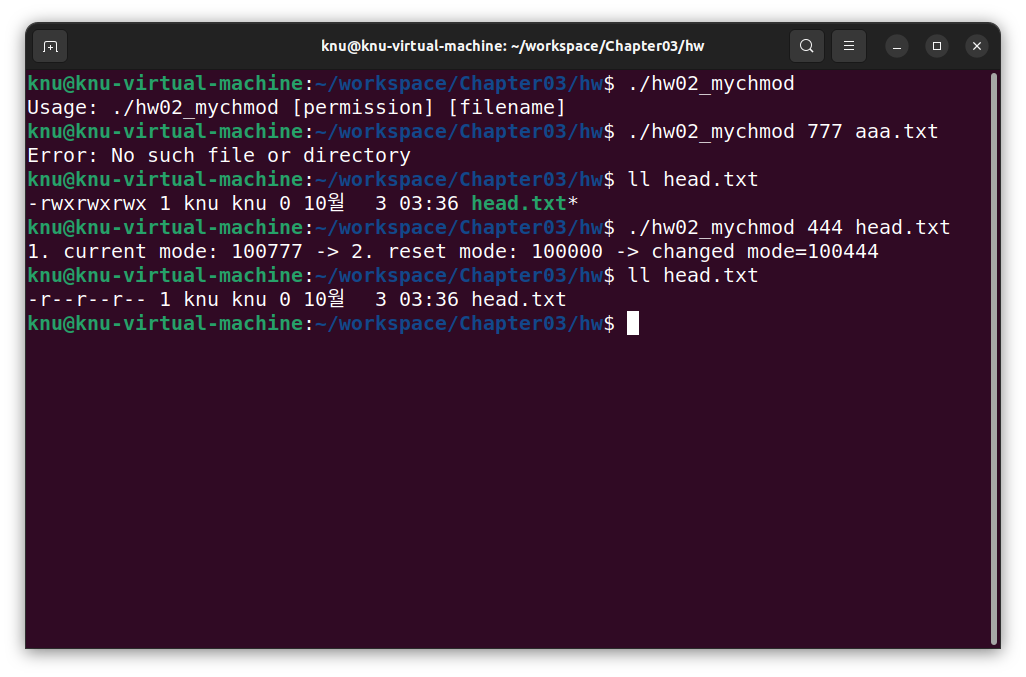 knu@knu-virtual-machine: ~/workspace/Chapter03/hw
knu@knu-virtual-machine:~/workspace/Chapter03/hw$ ./hw02_mychmod
Usage: ./hw02_mychmod [permission] [filename]
knu@knu-virtual-machine:~/workspace/Chapter03/hw$ ./hw02_mychmod 777 aaa.txt
Error: No such file or directory
knu@knu-virtual-machine:~/workspace/Chapter03/hw$ ll head.txt
-rwxrwxrwx 1 knu knu 0 10월  3 03:36 head.txt*
knu@knu-virtual-machine:~/workspace/Chapter03/hw$ ./hw02_mychmod 444 head.txt
1. current mode: 100777 -> 2. reset mode: 100000 -> changed mode=100444
knu@knu-virtual-machine:~/workspace/Chapter03/hw$ ll head.txt
-r--r--r-- 1 knu knu 0 10월  3 03:36 head.txt
knu@knu-virtual-machine:~/workspace/Chapter03/hw$